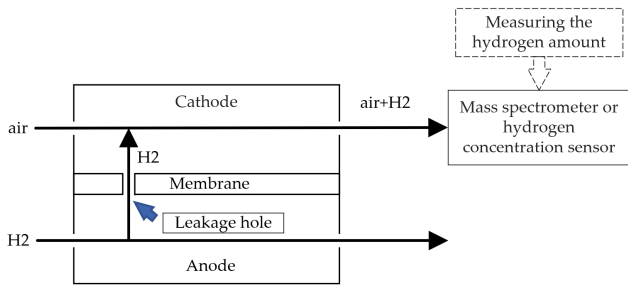 Measuring the
hydrogen amount
Cathode
air+H2
air
Mass spectrometer or
hydrogen
concentration sensor
H2
Membrane
Leakage hole
H2
Anode